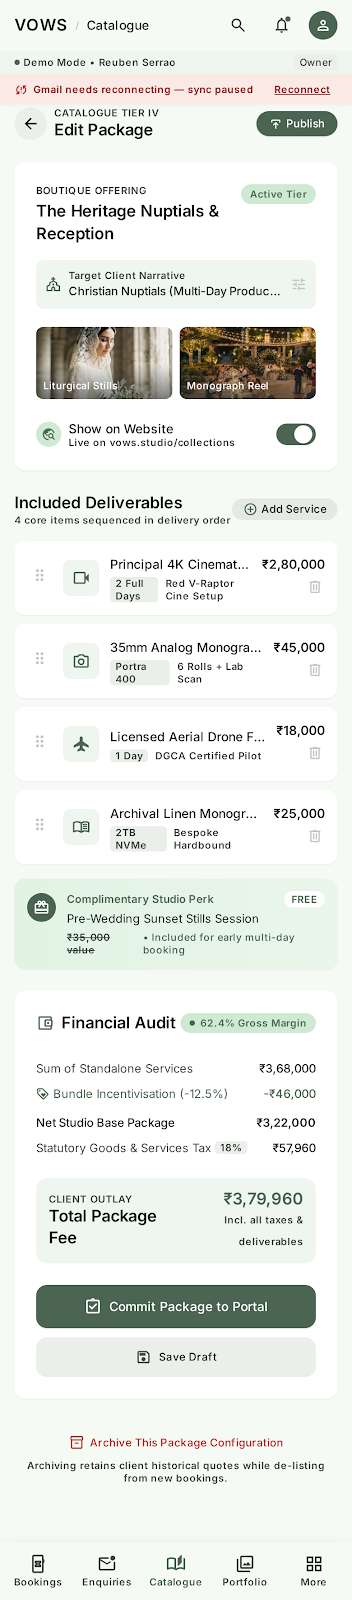 VOWS / Catalogue
Demo Mode • Reuben Serrao Owner
Gmail needs reconnecting — sync paused Reconnect
CATALOGUE TIER IV
Edit Package
Publish
BOUTIQUE OFFERING
Active Tier
The Heritage Nuptials &
Reception
Target Client Narrative
Christian Nuptials (Multi-Day Produc...
Liturgical Stills
Monograph Reel
Show on Website
Live on vows.studio/collections
Included Deliverables
4 core items sequenced in delivery order
Add Service
Principal 4K Cinemat... ₹2,80,000
2 Full Days
Red V-Raptor Cine Setup
35mm Analog Monogra... ₹45,000
Portra 400
6 Rolls + Lab Scan
Licensed Aerial Drone F... ₹18,000
1 Day DGCA Certified Pilot
Archival Linen Monogr... ₹25,000
2TB NVMe
Bespoke Hardbound
Complimentary Studio Perk FREE
Pre-Wedding Sunset Stills Session
₹35,000 value
• Included for early multi-day booking
Financial Audit • 62.4% Gross Margin
Sum of Standalone Services ₹3,68,000
Bundle Incentivisation (-12.5%) -₹46,000
Net Studio Base Package ₹3,22,000
Statutory Goods & Services Tax 18% ₹57,960
CLIENT OUTLAY
Total Package
Fee
₹3,79,960
Incl. all taxes &
deliverables
Commit Package to Portal
Save Draft
Archive This Package Configuration
Archiving retains client historical quotes while de-listing
from new bookings.
Bookings Enquiries Catalogue Portfolio More